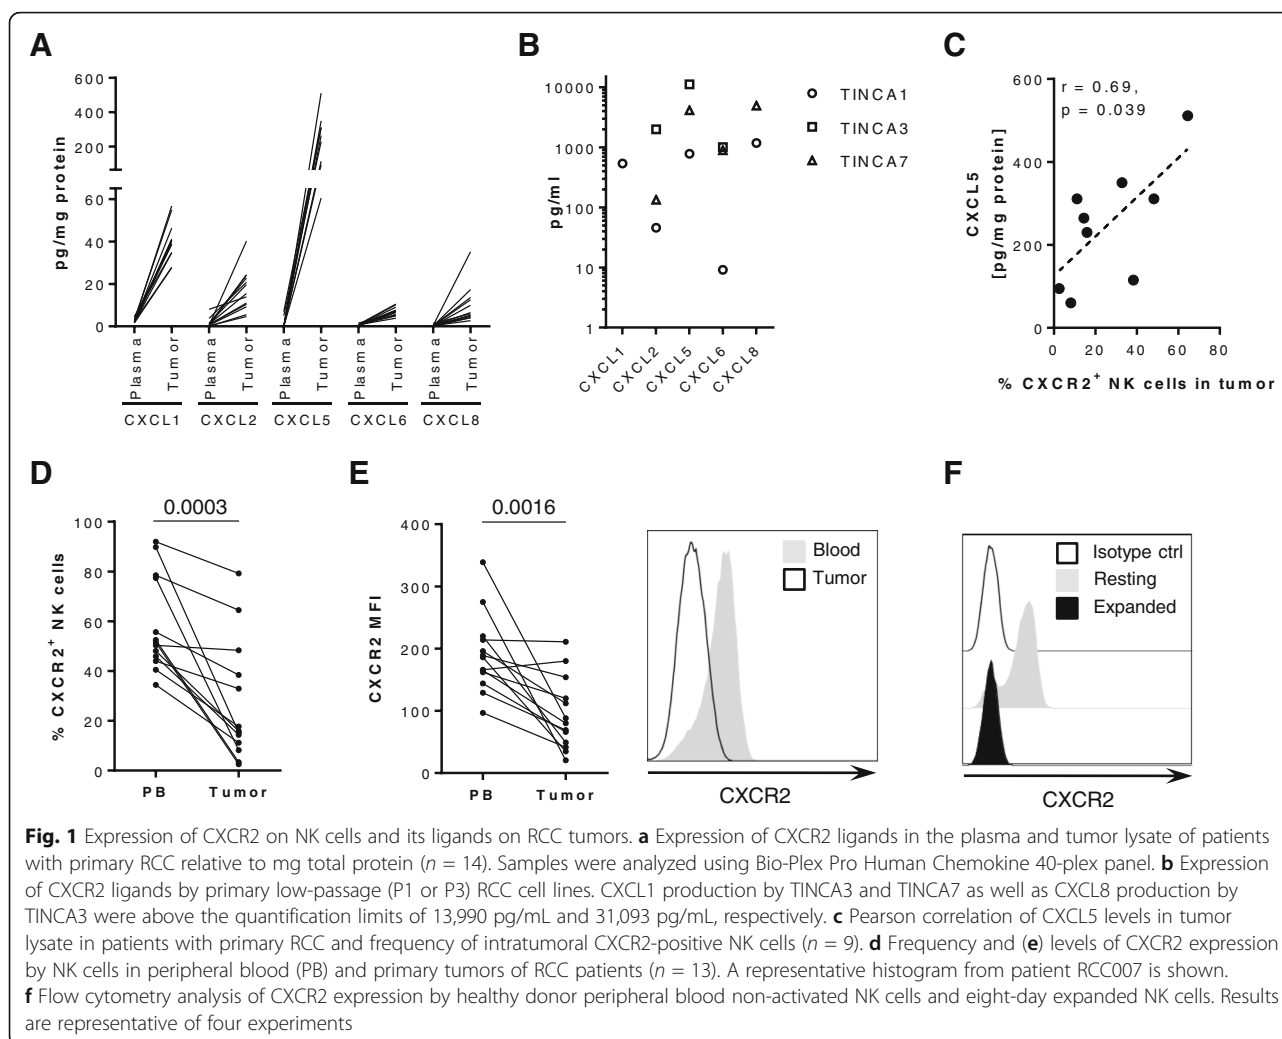 A
B
C
600
400
200
60
40
20
0
pg/mg protein
Plasma
Tumor
Plasma
Tumor
Plasma
Tumor
Plasma
Tumor
Plasma
Tumor
CXCL1
CXCL2
CXCL5
CXCL6
CXCL8
10000
1000
100
10
1
pg/ml
CXCL1
CXCL2
CXCL5
CXCL6
CXCL8
TINCA1
TINCA3
TINCA7
600
400
200
0
CXCL5
[pg/mg protein]
r = 0.69,
p = 0.039
0 20 40 60 80
% CXCR2⁺ NK cells in tumor
D
E
F
0.0003
100
80
60
40
20
0
% CXCR2⁺ NK cells
PB Tumor
0.0016
400
300
200
100
0
CXCR2 MFI
PB Tumor
Blood
Tumor
CXCR2
Isotype ctrl
Resting
Expanded
CXCR2
Fig. 1 Expression of CXCR2 on NK cells and its ligands on RCC tumors. a Expression of CXCR2 ligands in the plasma and tumor lysate of patients
with primary RCC relative to mg total protein (n = 14). Samples were analyzed using Bio-Plex Pro Human Chemokine 40-plex panel. b Expression
of CXCR2 ligands by primary low-passage (P1 or P3) RCC cell lines. CXCL1 production by TINCA3 and TINCA7 as well as CXCL8 production by
TINCA3 were above the quantification limits of 13,990 pg/mL and 31,093 pg/mL, respectively. c Pearson correlation of CXCL5 levels in tumor
lysate in patients with primary RCC and frequency of intratumoral CXCR2-positive NK cells (n = 9). d Frequency and (e) levels of CXCR2 expression
by NK cells in peripheral blood (PB) and primary tumors of RCC patients (n = 13). A representative histogram from patient RCC007 is shown.
f Flow cytometry analysis of CXCR2 expression by healthy donor peripheral blood non-activated NK cells and eight-day expanded NK cells. Results
are representative of four experiments